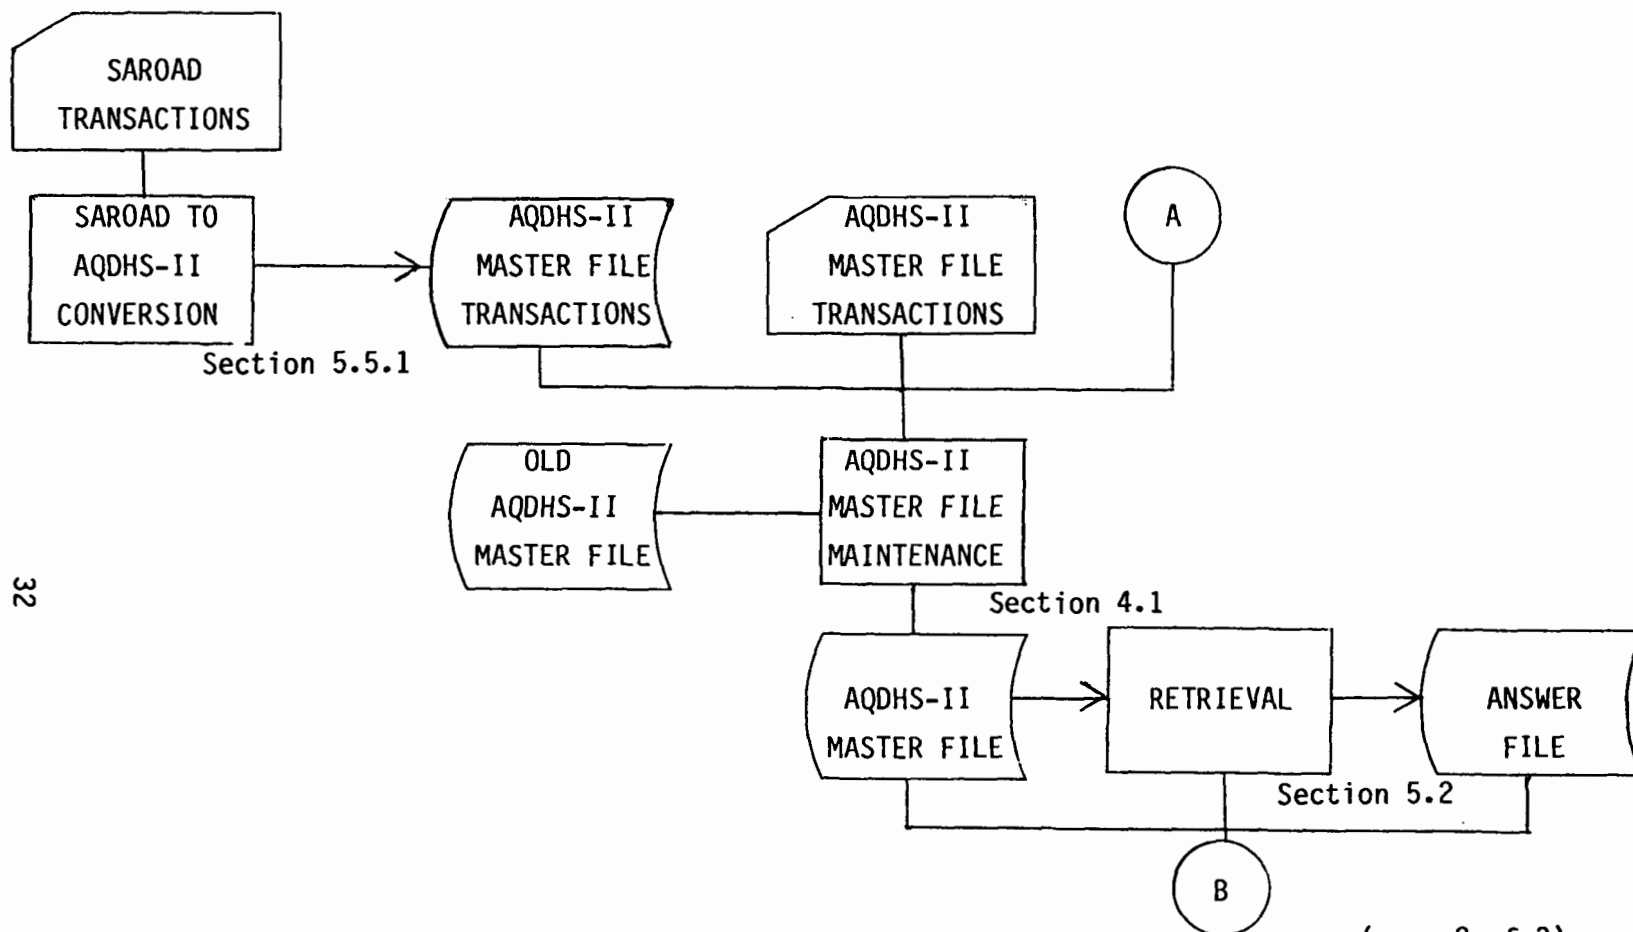 SAROAD
TRANSACTIONS
SAROAD TO
AQDHS-II
CONVERSION
Section 5.5.1
AQDHS-II
MASTER FILE
TRANSACTIONS
AQDHS-II
MASTER FILE
TRANSACTIONS
A
OLD
AQDHS-II
MASTER FILE
AQDHS-II
MASTER FILE
MAINTENANCE
Section 4.1
AQDHS-II
MASTER FILE
RETRIEVAL
Section 5.2
ANSWER
FILE
B
32